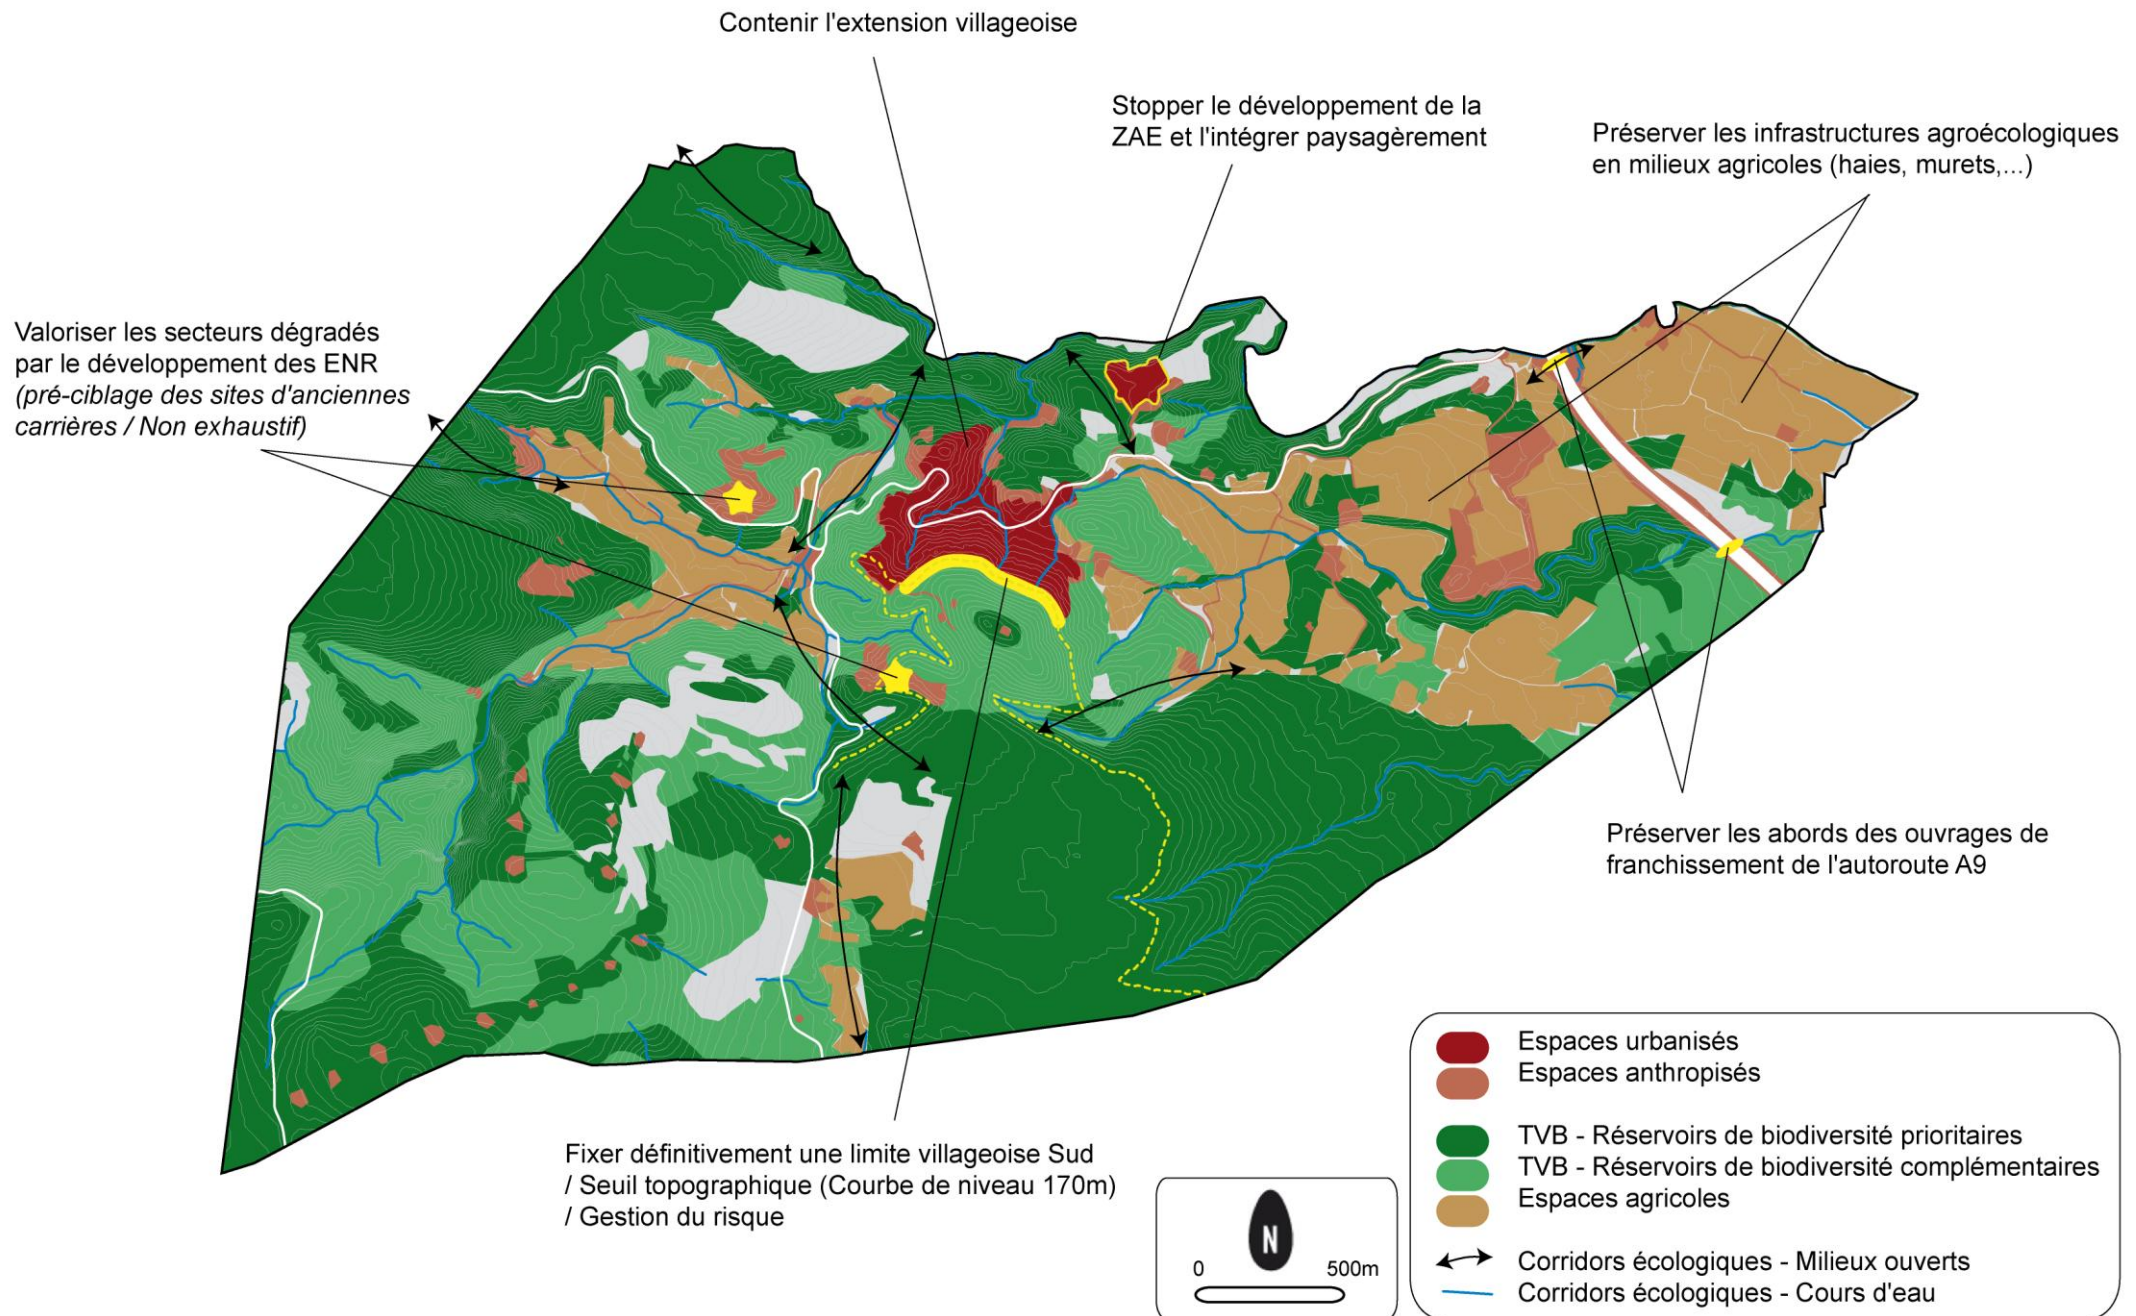 Contenir l'extension villageoise
Stopper le développement de la
ZAE et l'intégrer paysagèrement
Préserver les infrastructures agroécologiques
en milieux agricoles (haies, murets,...)
Valoriser les secteurs dégradés
par le développement des ENR
(pré-ciblage des sites d'anciennes
carrières / Non exhaustif)
Préserver les abords des ouvrages de
franchissement de l'autoroute A9
Fixer définitivement une limite villageoise Sud
/ Seuil topographique (Courbe de niveau 170m)
/ Gestion du risque
N
0 500m
Espaces urbanisés
Espaces anthropisés
TVB - Réservoirs de biodiversité prioritaires
TVB - Réservoirs de biodiversité complémentaires
Espaces agricoles
Corridors écologiques - Milieux ouverts
Corridors écologiques - Cours d'eau